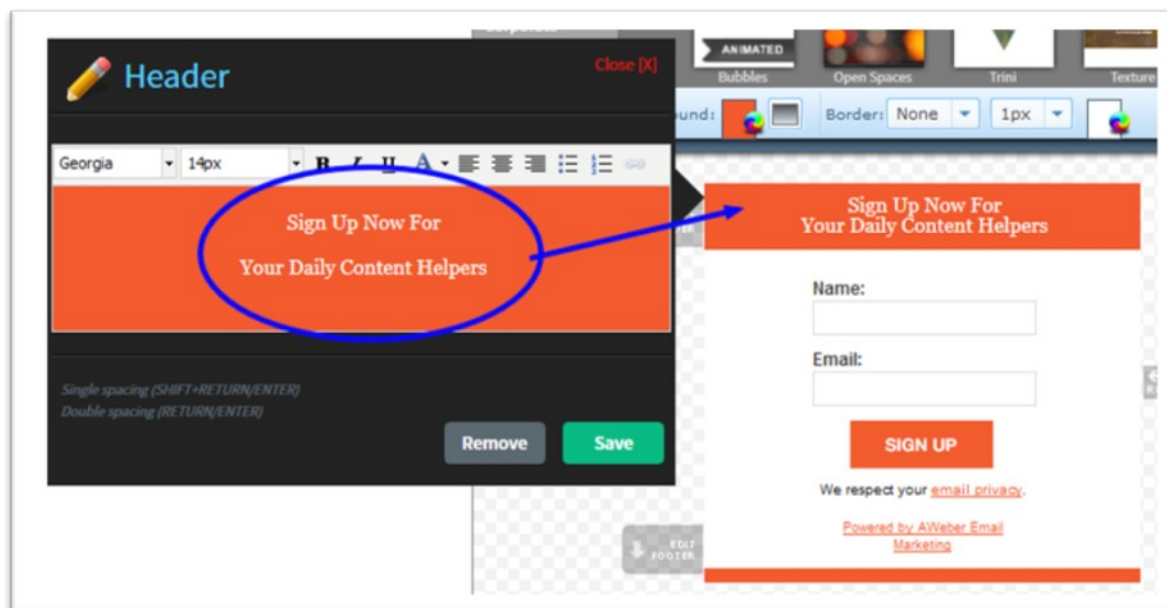 Header
Close [X]
Georgia
14px
B I U A
Sign Up Now For
Your Daily Content Helpers
Single spacing (SHIFT+RETURN/ENTER)
Double spacing (RETURN/ENTER)
Remove
Save
ANIMATED
Bubbles
Open Spaces
Trini
Texture
Border:
None
1px
Sign Up Now For
Your Daily Content Helpers
Name:
Email:
SIGN UP
We respect your email privacy.
Powered by AWeber Email
Marketing
EDIT
FOOTER